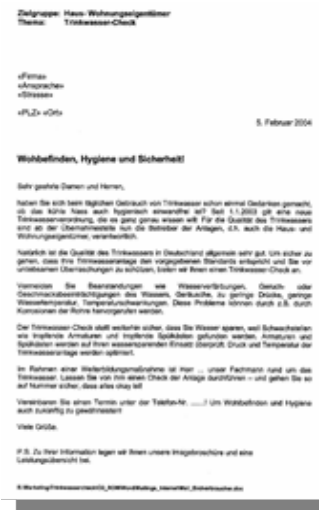 Zielgruppe: Haus- Wohnungseigentümer
Thema: Trinkwasser-Check
«Firma»
«Ansprache»
«Strasse»
«PLZ» «Ort»
5. Februar 2004
Wohlbefinden, Hygiene und Sicherheit!
Sehr geehrte Damen und Herren,
haben Sie sich beim täglichen Gebrauch von Trinkwasser schon einmal Gedanken gemacht,
ob das kühle Nass auch hygienisch einwandfrei ist? Seit 1.1.2003 gilt eine neue
Trinkwasserverordnung, die es ganz genau wissen will: Für die Qualität des Trinkwassers
sind ab der Übernahmestelle nun die Betreiber der Anlagen, d.h. auch die Haus- und
Wohnungseigentümer, verantwortlich.
Natürlich ist die Qualität des Trinkwassers in Deutschland allgemein sehr gut. Um sicher zu
gehen, dass Ihre Trinkwasseranlage den vorgegebenen Standards entspricht und Sie vor
unliebsamen Überraschungen zu schützen, bieten wir Ihnen einen Trinkwasser-Check an.
Vermeiden Sie Beanstandungen wie Wasserverfärbungen, Geruch- oder
Geschmacksbeeinträchtigungen des Wassers, Geräusche, zu geringe Drücke, geringe
Wassertemperatur, Temperaturschwankungen. Diese Probleme können durch z.B. durch
Korrosionen der Rohre hervorgerufen werden.
Der Trinkwasser-Check stellt weiterhin sicher, dass Sie Wasser sparen, weil Schwachstellen
wie tropfende Armaturen und tropfende Spülkästen gefunden werden. Armaturen und
Spülkästen werden auf Ihren wassersparenden Einsatz überprüft. Druck und Temperatur der
Trinkwasseranlage werden optimiert.
Im Rahmen einer Weiterbildungsmaßnahme ist Herr ... unser Fachmann rund um das
Trinkwasser. Lassen Sie von ihm einen Check der Anlage durchführen – und gehen Sie so
auf Nummer sicher, dass alles okay ist!
Vereinbaren Sie einen Termin unter der Telefon-Nr. ......! Um Wohlbefinden und Hygiene
auch zukünftig zu gewährleisten!
Viele Grüße,
P.S. Zu Ihrer Information legen wir Ihnen unsere Imagebroschüre und eine
Leistungsübersicht bei.